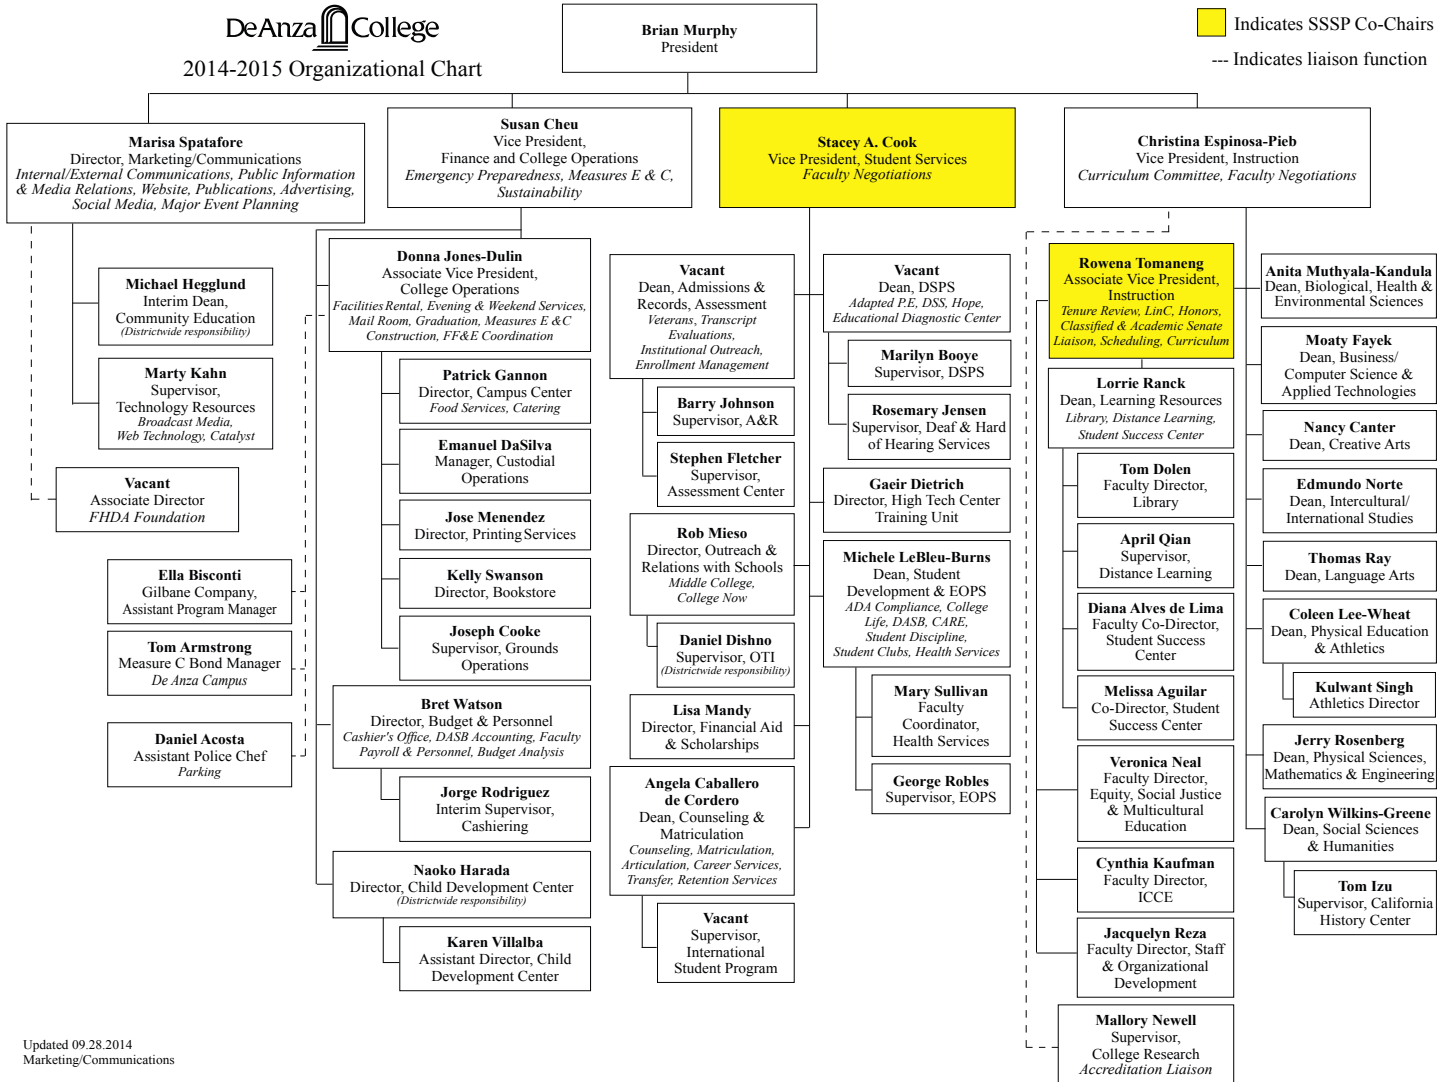 DeAnza College
2014-2015 Organizational Chart
Brian Murphy
President
Indicates SSSP Co-Chairs
--- Indicates liaison function
Marisa Spatafore
Director, Marketing/Communications
Internal/External Communications, Public Information
& Media Relations, Website, Publications, Advertising,
Social Media, Major Event Planning
Michael Hegglund
Interim Dean,
Community Education
(Districtwide responsibility)
Marty Kahn
Supervisor,
Technology Resources
Broadcast Media,
Web Technology, Catalyst
Vacant
Associate Director
FHDA Foundation
Susan Cheu
Vice President,
Finance and College Operations
Emergency Preparedness, Measures E & C,
Sustainability
Donna Jones-Dulin
Associate Vice President,
College Operations
Facilities Rental, Evening & Weekend Services,
Mail Room, Graduation, Measures E &C
Construction, FF&E Coordination
Patrick Gannon
Director, Campus Center
Food Services, Catering
Emanuel DaSilva
Manager, Custodial
Operations
Jose Menendez
Director, Printing Services
Kelly Swanson
Director, Bookstore
Joseph Cooke
Supervisor, Grounds
Operations
Ella Bisconti
Gilbane Company,
Assistant Program Manager
Tom Armstrong
Measure C Bond Manager
De Anza Campus
Daniel Acosta
Assistant Police Chef
Parking
Bret Watson
Director, Budget & Personnel
Cashier's Office, DASB Accounting, Faculty
Payroll & Personnel, Budget Analysis
Jorge Rodriguez
Interim Supervisor,
Cashiering
Naoko Harada
Director, Child Development Center
(Districtwide responsibility)
Karen Villalba
Assistant Director, Child
Development Center
Stacey A. Cook
Vice President, Student Services
Faculty Negotiations
Vacant
Dean, Admissions &
Records, Assessment
Veterans, Transcript
Evaluations,
Institutional Outreach,
Enrollment Management
Barry Johnson
Supervisor, A&R
Stephen Fletcher
Supervisor,
Assessment Center
Rob Mieso
Director, Outreach &
Relations with Schools
Middle College,
College Now
Daniel Dishno
Supervisor, OTI
(Districtwide responsibility)
Lisa Mandy
Director, Financial Aid
& Scholarships
Angela Caballero
de Cordero
Dean, Counseling &
Matriculation
Counseling, Matriculation,
Articulation, Career Services,
Transfer, Retention Services
Vacant
Supervisor,
International
Student Program
Vacant
Dean, DSPS
Adapted P.E, DSS, Hope,
Educational Diagnostic Center
Marilyn Booye
Supervisor, DSPS
Rosemary Jensen
Supervisor, Deaf & Hard
of Hearing Services
Gaeir Dietrich
Director, High Tech Center
Training Unit
Michele LeBleu-Burns
Dean, Student
Development & EOPS
ADA Compliance, College
Life, DASB, CARE,
Student Discipline,
Student Clubs, Health Services
Mary Sullivan
Faculty
Coordinator,
Health Services
George Robles
Supervisor, EOPS
Christina Espinosa-Pieb
Vice President, Instruction
Curriculum Committee, Faculty Negotiations
Rowena Tomaneng
Associate Vice President,
Instruction
Tenure Review, LinC, Honors,
Classified & Academic Senate
Liaison, Scheduling, Curriculum
Lorrie Ranck
Dean, Learning Resources
Library, Distance Learning,
Student Success Center
Tom Dolen
Faculty Director,
Library
April Qian
Supervisor,
Distance Learning
Diana Alves de Lima
Faculty Co-Director,
Student Success
Center
Melissa Aguilar
Co-Director, Student
Success Center
Veronica Neal
Faculty Director,
Equity, Social Justice
& Multicultural
Education
Cynthia Kaufman
Faculty Director,
ICCE
Jacquelyn Reza
Faculty Director, Staff
& Organizational
Development
Mallory Newell
Supervisor,
College Research
Accreditation Liaison
Anita Muthyala-Kandula
Dean, Biological, Health &
Environmental Sciences
Moaty Fayek
Dean, Business/
Computer Science &
Applied Technologies
Nancy Canter
Dean, Creative Arts
Edmundo Norte
Dean, Intercultural/
International Studies
Thomas Ray
Dean, Language Arts
Coleen Lee-Wheat
Dean, Physical Education
& Athletics
Kulwant Singh
Athletics Director
Jerry Rosenberg
Dean, Physical Sciences,
Mathematics & Engineering
Carolyn Wilkins-Greene
Dean, Social Sciences
& Humanities
Tom Izu
Supervisor, California
History Center
Updated 09.28.2014
Marketing/Communications